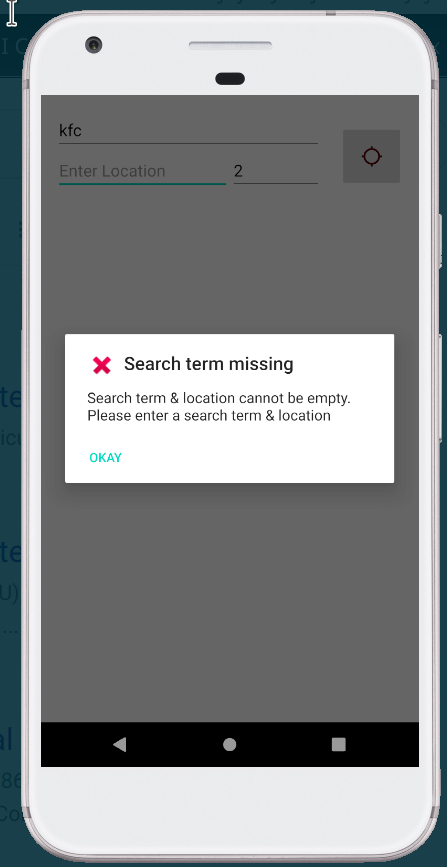 kfc
Enter Location 2
Search term missing
Search term & location cannot be empty.
Please enter a search term & location
OKAY